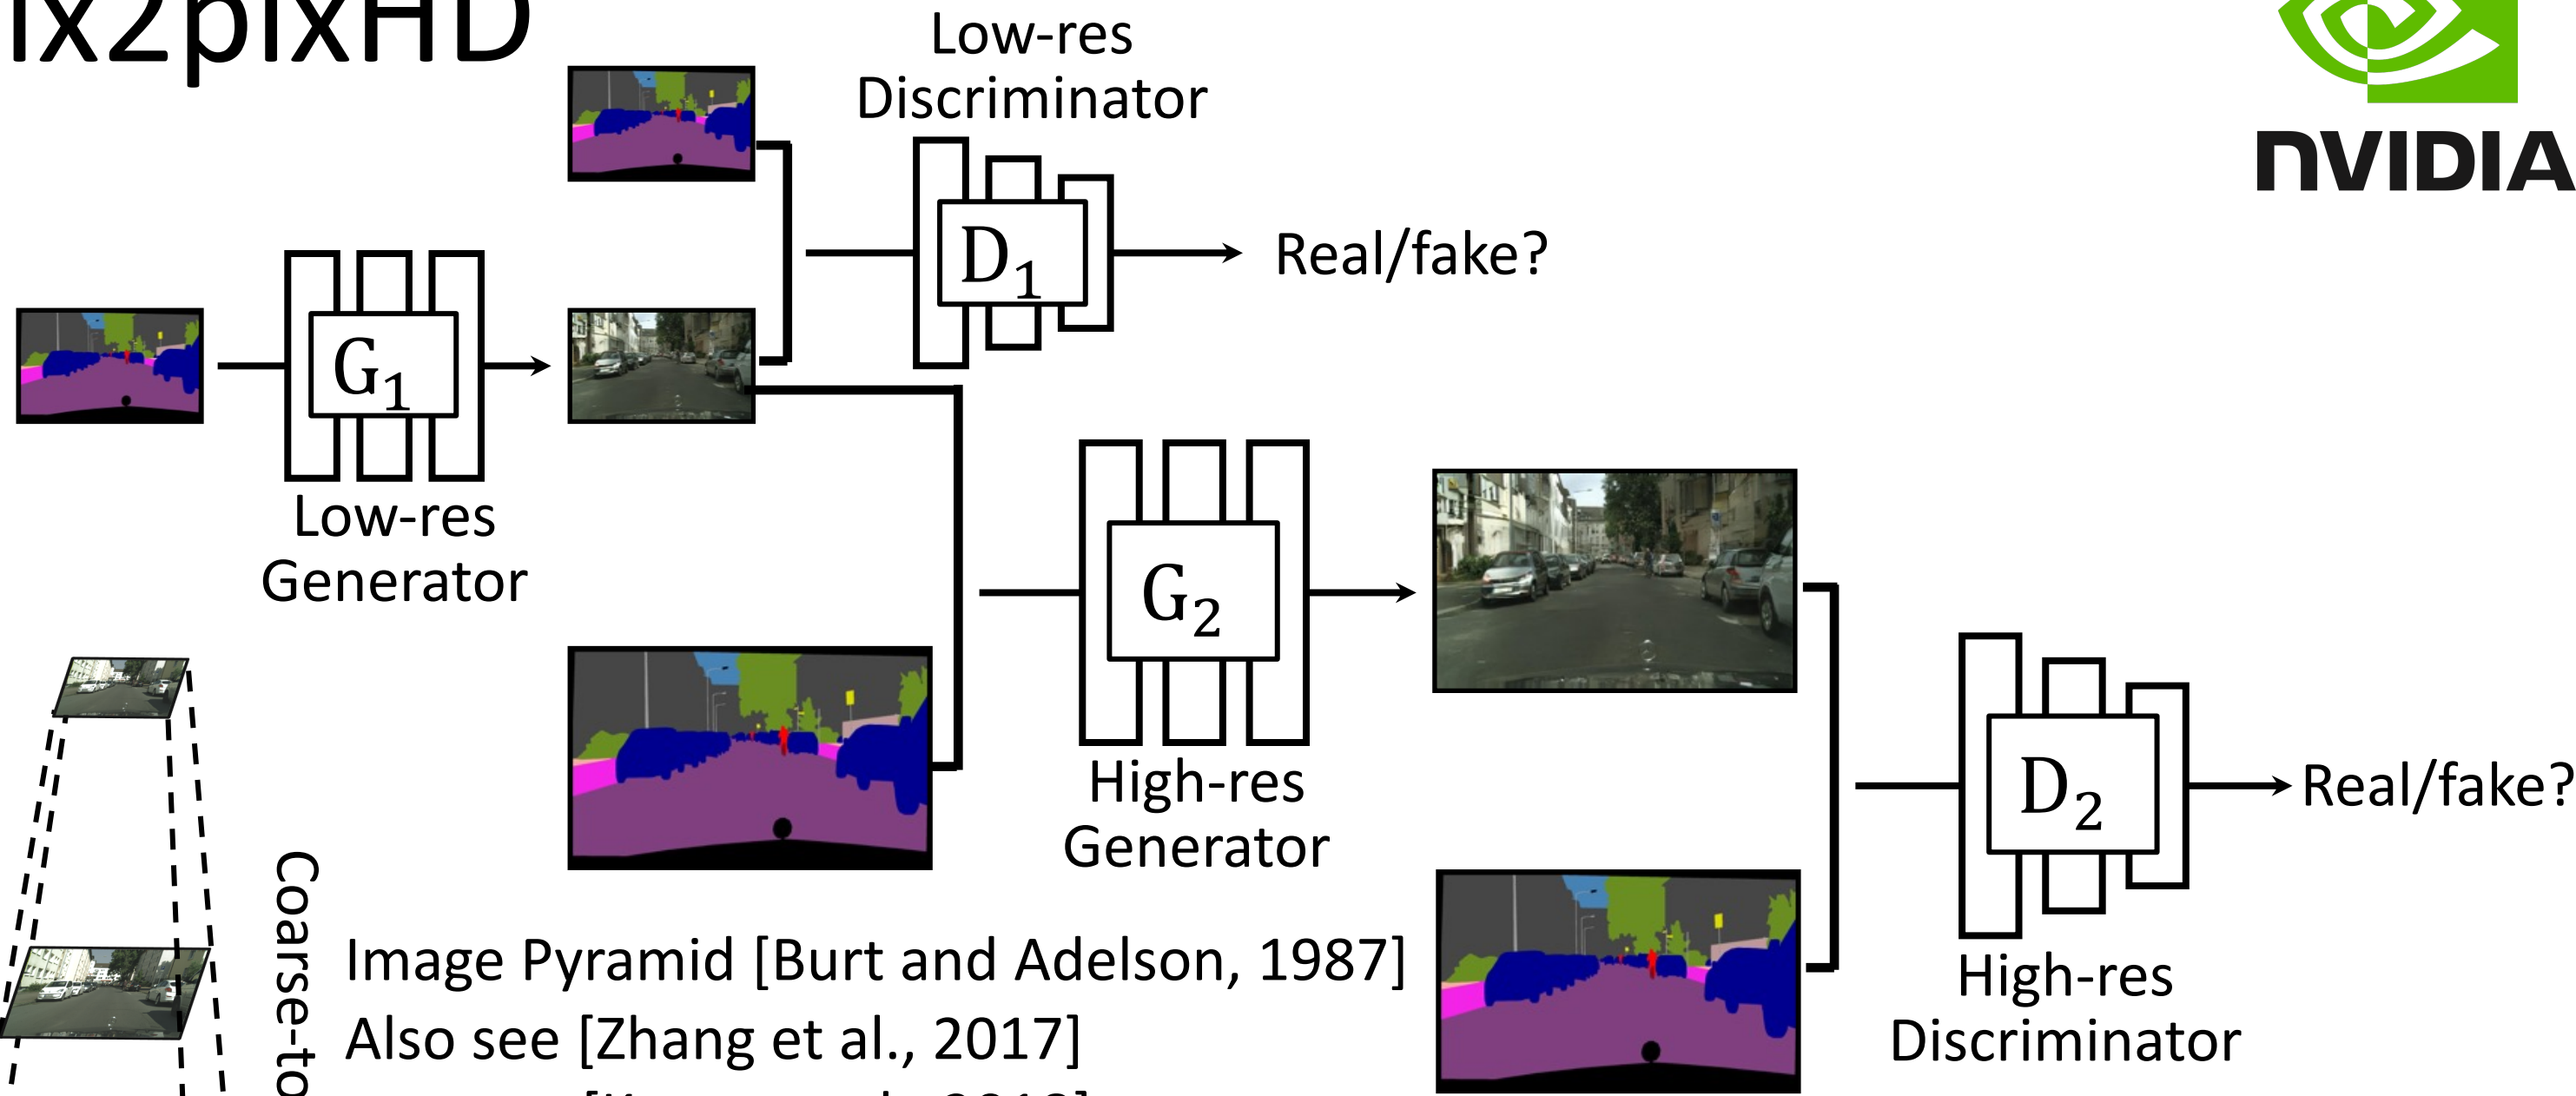 ix2pixHD
Low-res
Discriminator
NVIDIA
D1
Real/fake?
G1
Low-res
Generator
G2
High-res
Generator
D2
Real/fake?
High-res
Discriminator
Coarse-to
Image Pyramid [Burt and Adelson, 1987]
Also see [Zhang et al., 2017]